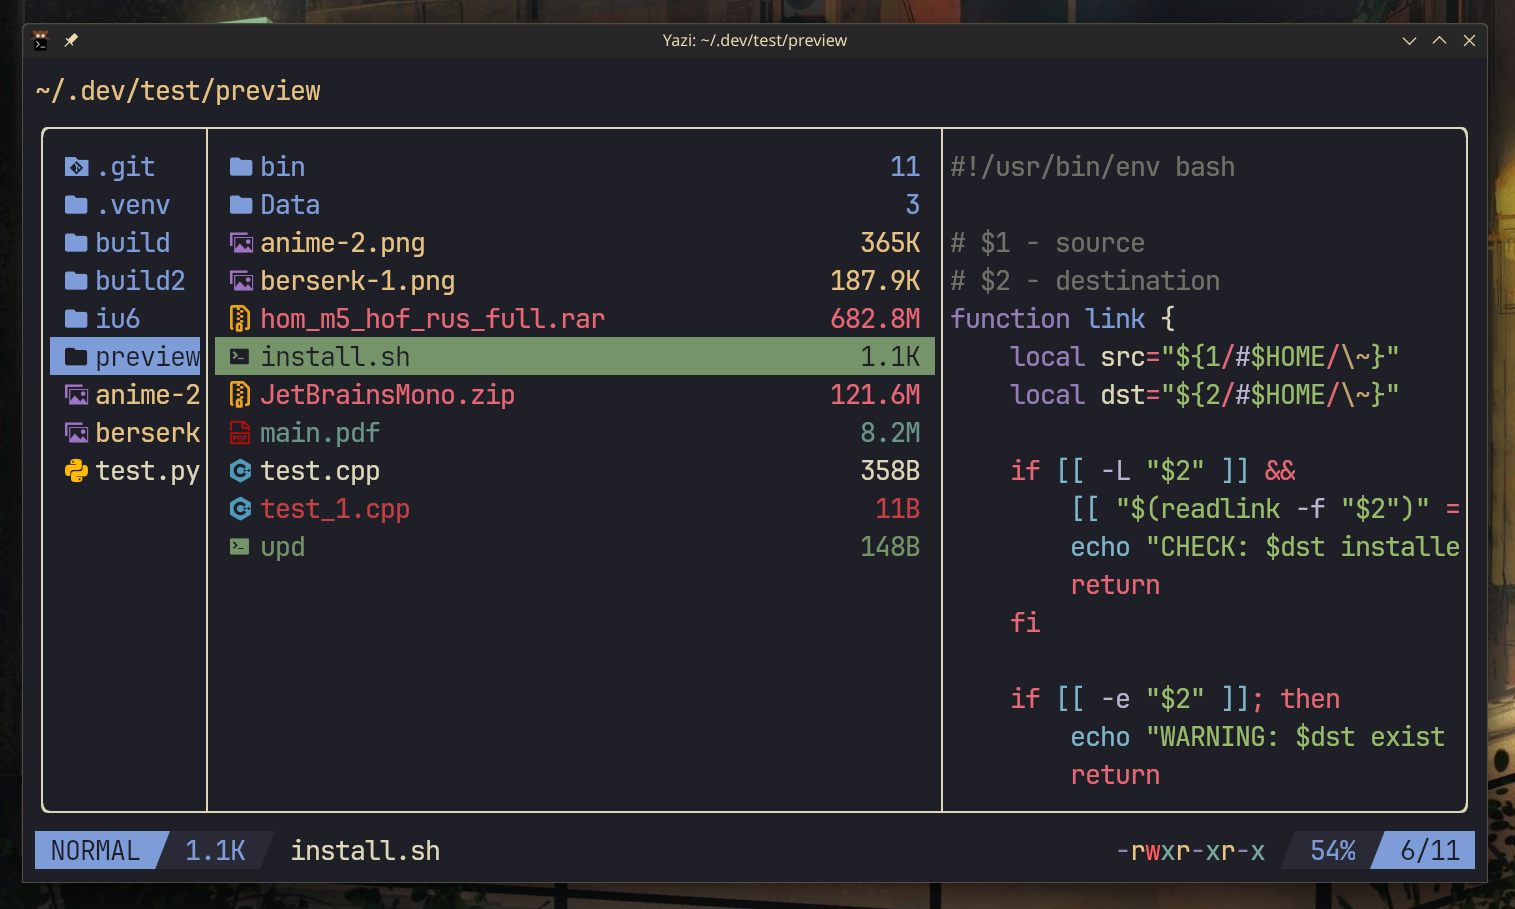 Yazi: ~/.dev/test/preview
~/.dev/test/preview
.git
.venv
build
build2
iu6
preview
anime-2
berserk
test.py
bin 11
Data 3
anime-2.png 365K
berserk-1.png 187.9K
hom_m5_hof_rus_full.rar 682.8M
install.sh 1.1K
JetBrainsMono.zip 121.6M
main.pdf 8.2M
test.cpp 358B
test_1.cpp 11B
upd 148B
#!/usr/bin/env bash
# $1 - source
# $2 - destination
function link {
    local src="${1/#$HOME/\~}"
    local dst="${2/#$HOME/\~}"
    if [[ -L "$2" ]] &&
        [[ "$(readlink -f "$2")" =
        echo "CHECK: $dst installe
        return
    fi
    if [[ -e "$2" ]]; then
        echo "WARNING: $dst exist
        return
NORMAL 1.1K install.sh -rwxr-xr-x 54% 6/11